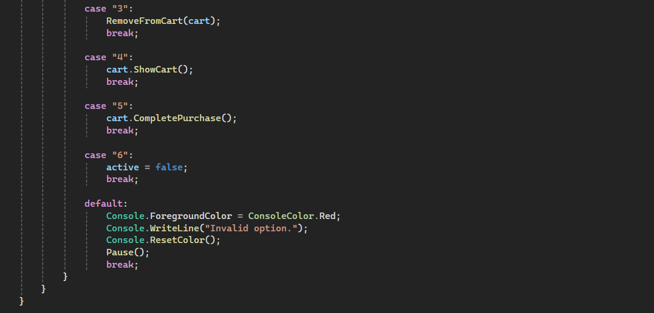 case "3":
RemoveFromCart(cart);
break;
case "4":
cart.ShowCart();
break;
case "5":
cart.CompletePurchase();
break;
case "6":
active = false;
break;
default:
Console.ForegroundColor = ConsoleColor.Red;
Console.WriteLine("Invalid option.");
Console.ResetColor();
Pause();
break;
}
}
}